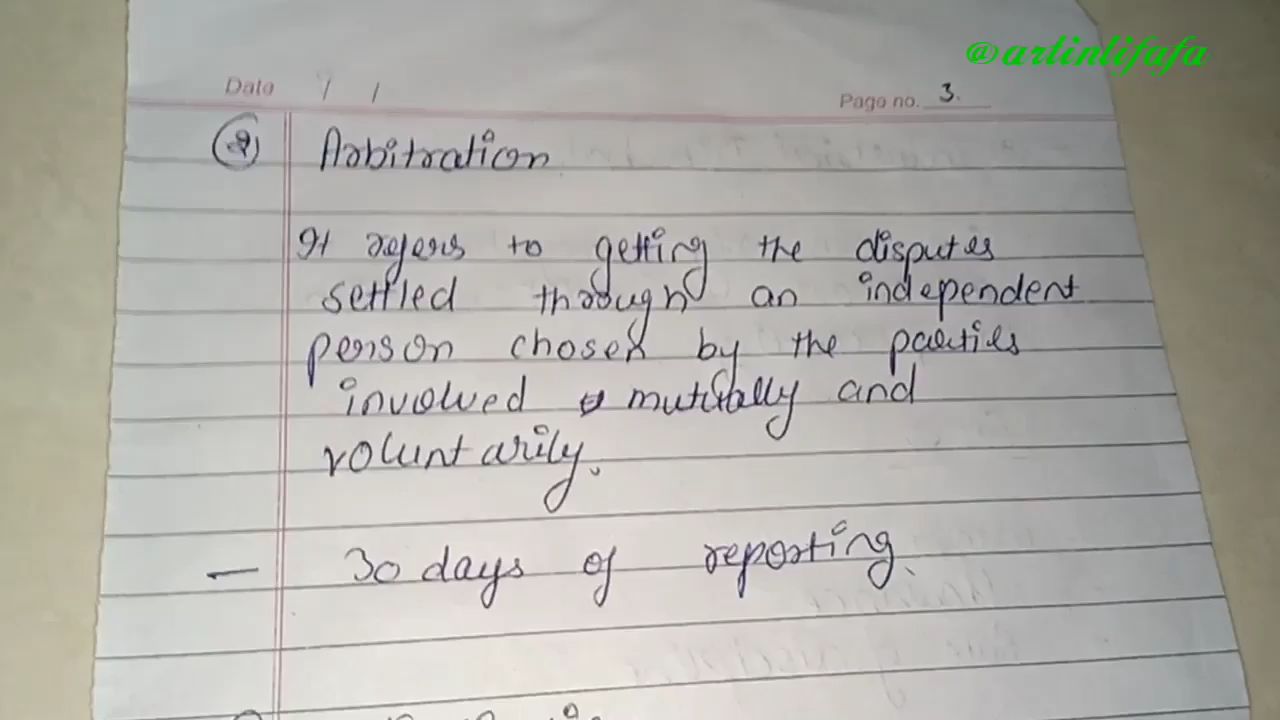 @artinlifafa
Date / /
Page no. 3.
Arbitration
It refers to getting the disputes
settled through an independent
person chosen by the parties
involved mutually and
voluntarily.
— 30 days of reporting.